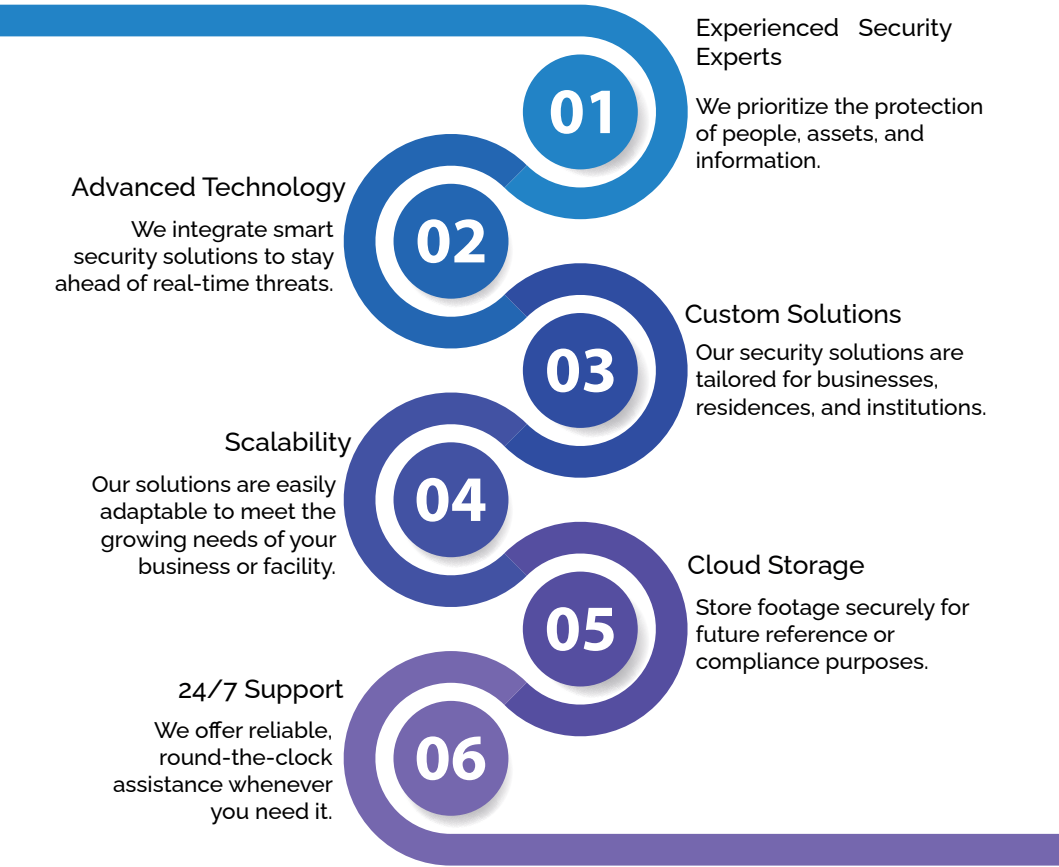 01
Experienced Security
Experts
We prioritize the protection
of people, assets, and
information.
02
Advanced Technology
We integrate smart
security solutions to stay
ahead of real-time threats.
03
Custom Solutions
Our security solutions are
tailored for businesses,
residences, and institutions.
04
Scalability
Our solutions are easily
adaptable to meet the
growing needs of your
business or facility.
05
Cloud Storage
Store footage securely for
future reference or
compliance purposes.
06
24/7 Support
We offer reliable,
round-the-clock
assistance whenever
you need it.